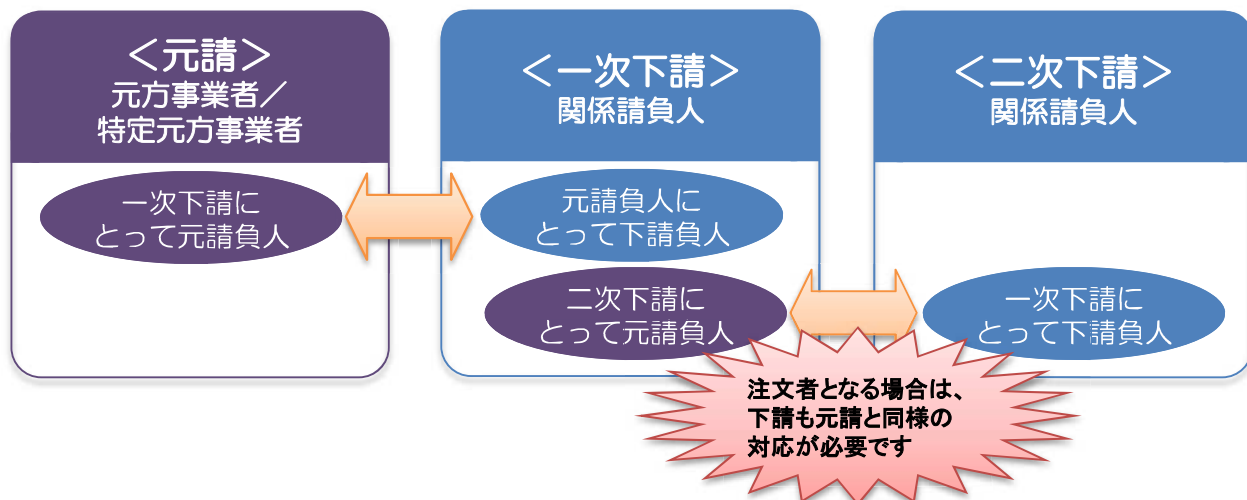 ＜元請＞
元方事業者／
特定元方事業者
一次下請に
とって元請負人
＜一次下請＞
関係請負人
元請負人に
とって下請負人
二次下請に
とって元請負人
＜二次下請＞
関係請負人
一次下請に
とって下請負人
注文者となる場合は、
下請も元請と同様の
対応が必要です